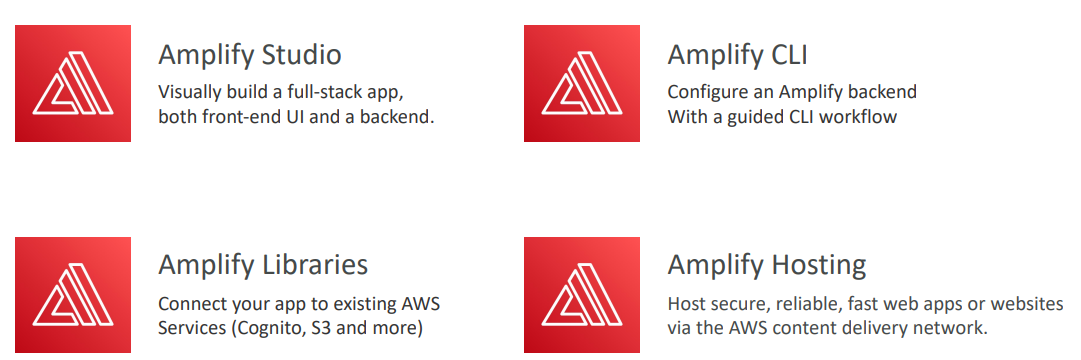 Amplify Studio
Visually build a full-stack app,
both front-end UI and a backend.
Amplify CLI
Configure an Amplify backend
With a guided CLI workflow
Amplify Libraries
Connect your app to existing AWS
Services (Cognito, S3 and more)
Amplify Hosting
Host secure, reliable, fast web apps or websites
via the AWS content delivery network.